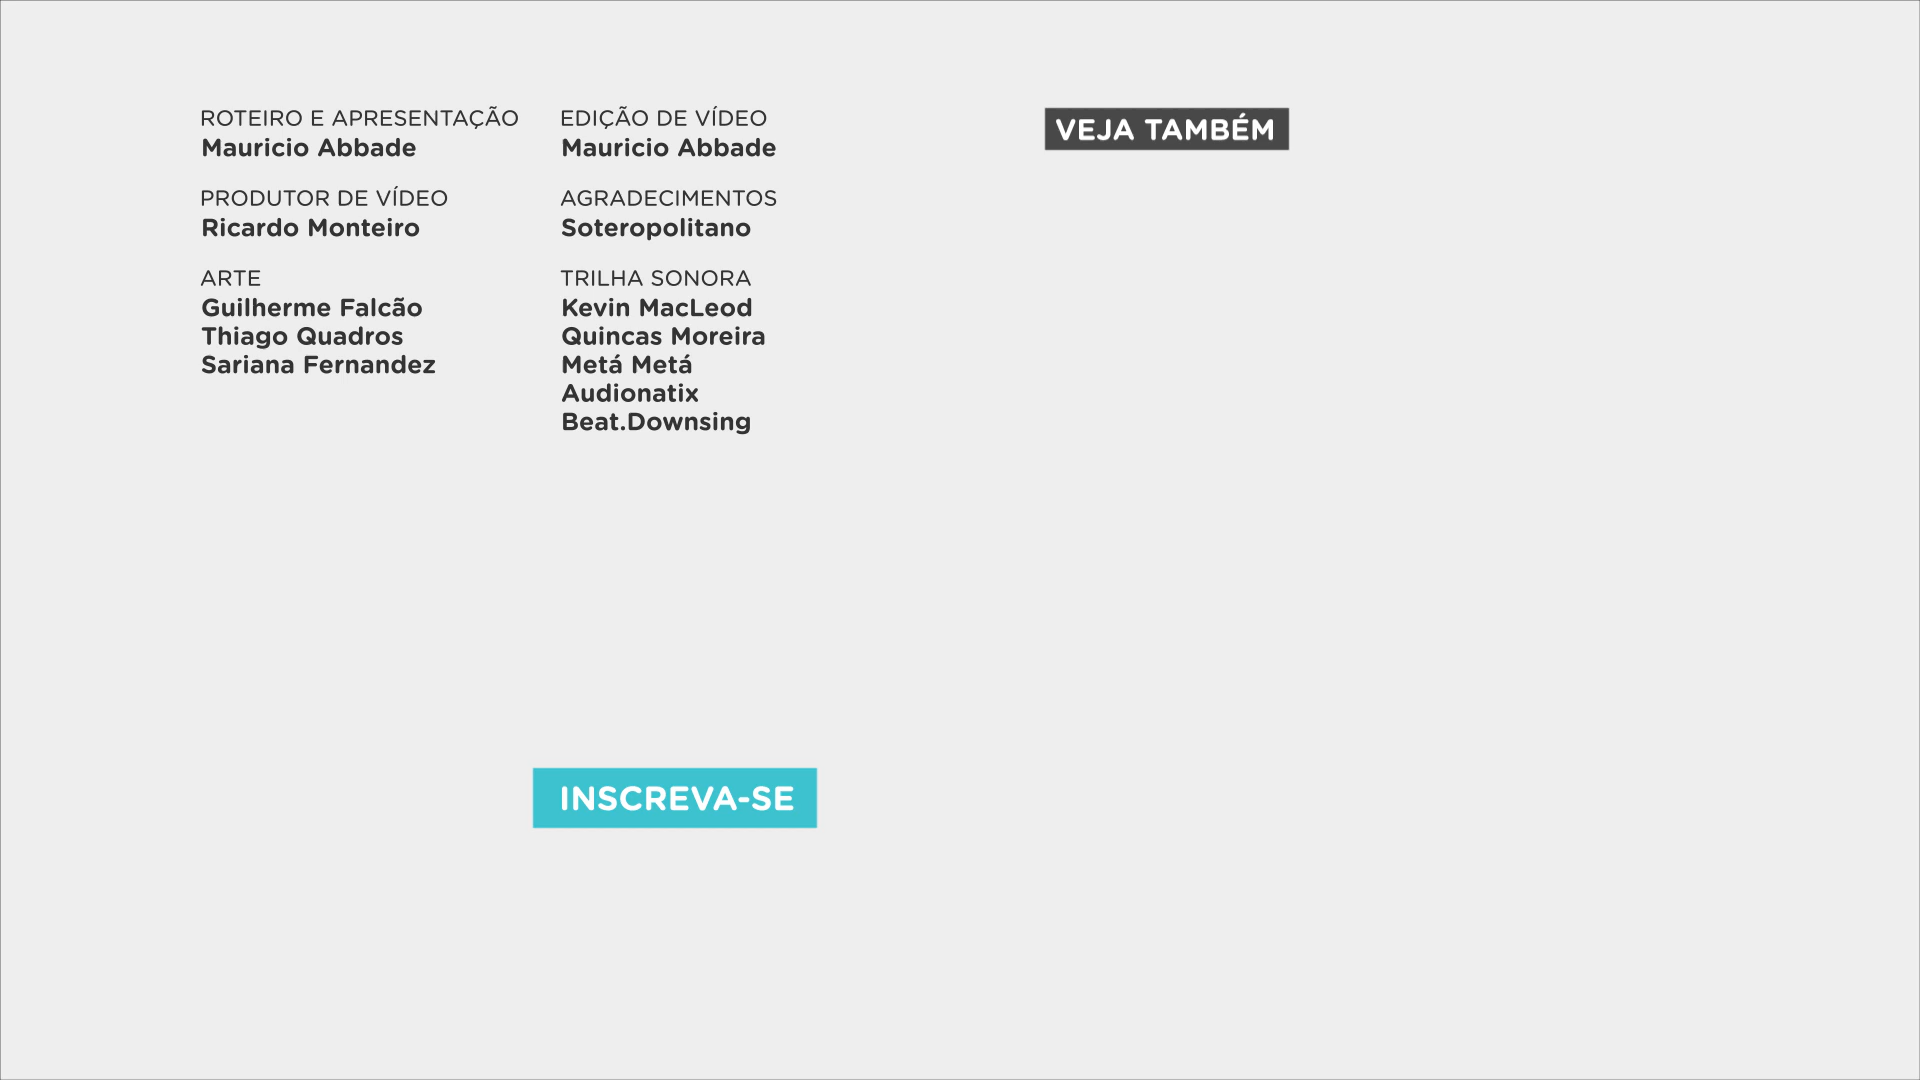 ROTEIRO E APRESENTAÇÃO
Mauricio Abbade
PRODUTOR DE VÍDEO
Ricardo Monteiro
ARTE
Guilherme Falcão
Thiago Quadros
Sariana Fernandez
EDIÇÃO DE VÍDEO
Mauricio Abbade
AGRADECIMENTOS
Soteropolitano
TRILHA SONORA
Kevin MacLeod
Quincas Moreira
Metá Metá
Audionatix
Beat.Downsing
VEJA TAMBÉM
INSCREVA-SE